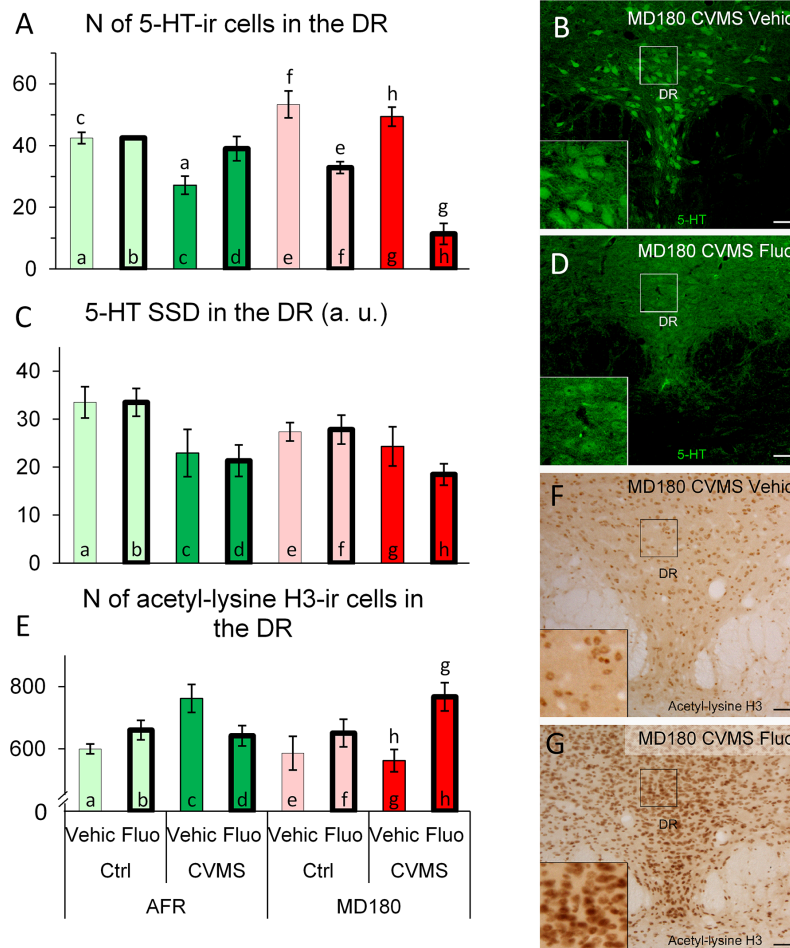 A
N of 5-HT-ir cells in the DR
60
40
20
0
c
a
f
e
h
g
a b c d e f g h
C
5-HT SSD in the DR (a. u.)
40
30
20
10
0
a b c d e f g h
E
N of acetyl-lysine H3-ir cells in
the DR
800
600
0
h
g
a b c d e f g h
Vehic Fluo Vehic Fluo Vehic Fluo Vehic Fluo
Ctrl CVMS Ctrl CVMS
AFR MD180
B
MD180 CVMS Vehic
DR
5-HT
D
MD180 CVMS Fluo
DR
5-HT
F
MD180 CVMS Vehic
DR
Acetyl-lysine H3
G
MD180 CVMS Fluo
DR
Acetyl-lysine H3